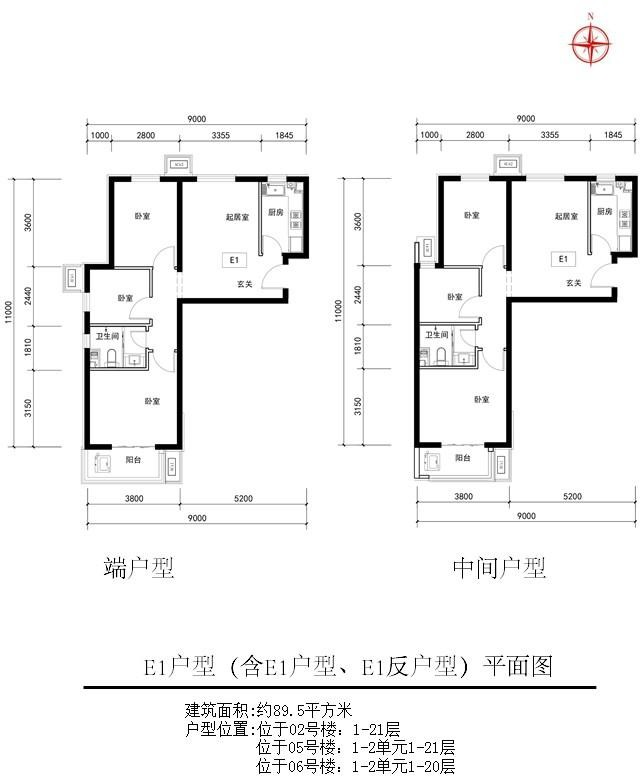 N
9000
1000 2800 3355 1845
9000
1000 2800 3355 1845
卧室 起居室 厨房
卧室 起居室 厨房
3600
3600
E1
E1
玄关
玄关
11000
2440
卧室
11000
2440
卧室
1810
卫生间
1810
卫生间
3150
卧室
3150
卧室
阳台
阳台
3800 5200
3800 5200
9000
9000
端户型 中间户型
E1户型（含E1户型、E1反户型）平面图
建筑面积:约89.5平方米
户型位置:位于02号楼：1-21层
位于05号楼：1-2单元1-21层
位于06号楼：1-2单元1-20层